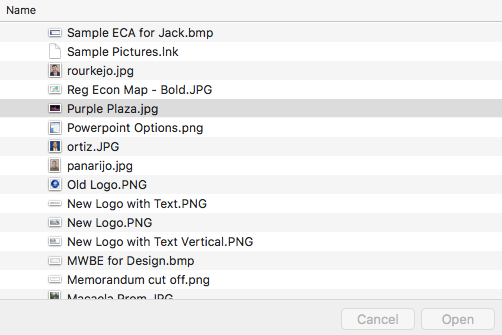 Name
Sample ECA for Jack.bmp
Sample Pictures.lnk
rourkejo.jpg
Reg Econ Map - Bold.JPG
Purple Plaza.jpg
Powerpoint Options.png
ortiz.JPG
panarijo.jpg
Old Logo.PNG
New Logo with Text.PNG
New Logo.PNG
New Logo with Text Vertical.PNG
MWBE for Design.bmp
Memorandum cut off.png
Prom.JPG
Cancel
Open